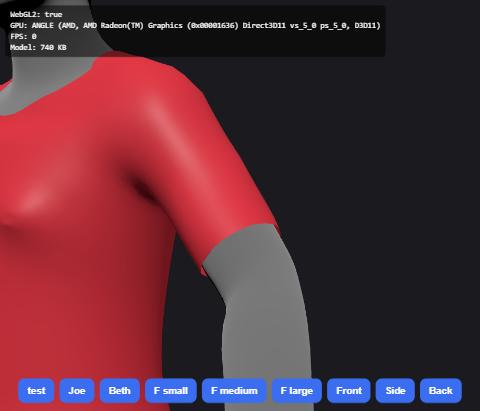 WebGL2: true
GPU: ANGLE (AMD, AMD Radeon(TM) Graphics (0x00001636) Direct3D11 vs_5_0 ps_5_0, D3D11)
FPS: 0
Model: 740 KB
test Joe Beth F small F medium F large Front Side Back